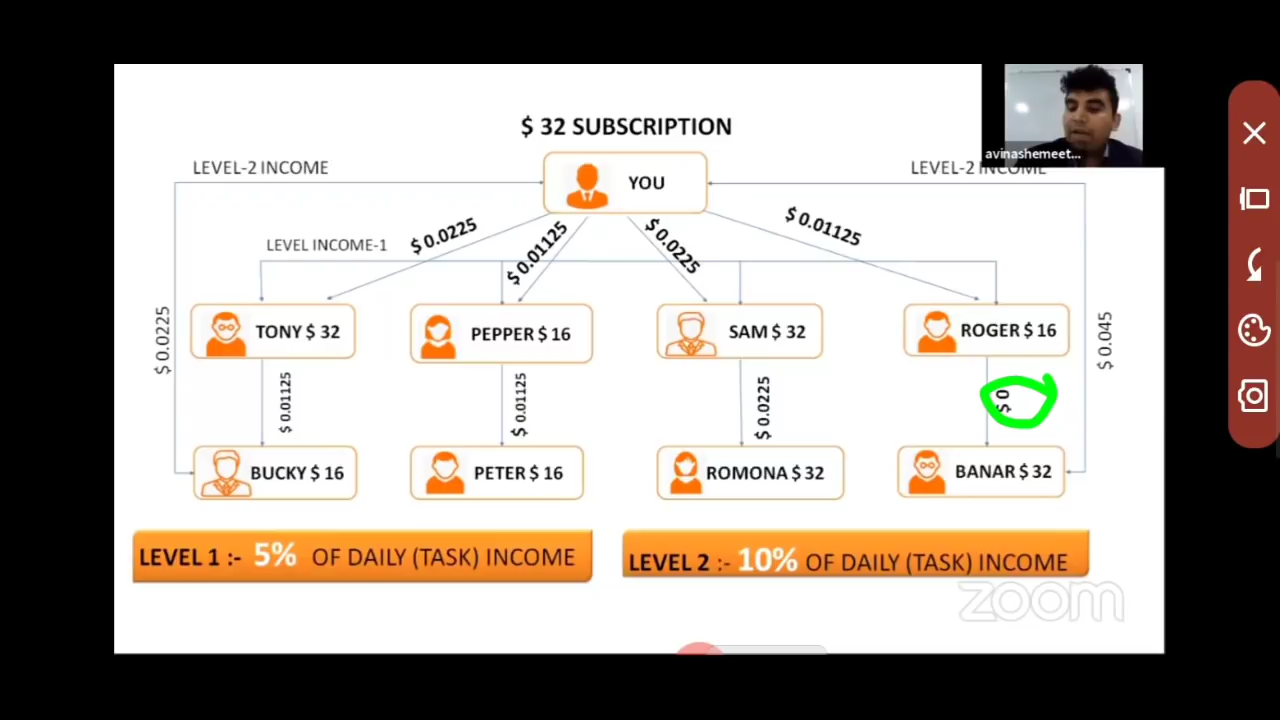 $ 32 SUBSCRIPTION
avinashemeet...
LEVEL-2 INCOME
YOU
LEVEL-2 INCOME
$ 0.0225
$ 0.01125
$ 0.0225
$ 0.01125
LEVEL INCOME-1
$ 0.0225
$ 0.045
TONY $ 32
PEPPER $ 16
SAM $ 32
ROGER $ 16
$ 0.01125
$ 0.01125
$ 0.0225
$ 0
BUCKY $ 16
PETER $ 16
ROMONA $ 32
BANAR $ 32
LEVEL 1 :- 5% OF DAILY (TASK) INCOME
LEVEL 2 :- 10% OF DAILY (TASK) INCOME
zoom